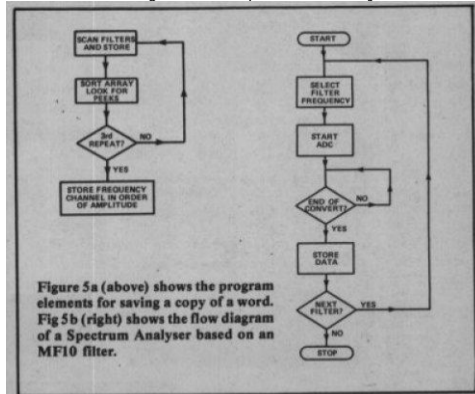 SCAN FILTERS
AND STORE
SORT ARRAY
LOOK FOR
PEEKS
3rd
REPEAT?
NO
YES
STORE FREQUENCY
CHANNEL IN ORDER
OF AMPLITUDE
Figure 5a (above) shows the program
elements for saving a copy of a word.
Fig 5b (right) shows the flow diagram
of a Spectrum Analyser based on an
MF10 filter.
START
SELECT
FILTER
FREQUENCY
START
ADC
END OF
CONVERT?
NO
YES
STORE
DATA
NEXT
FILTER?
YES
NO
STOP